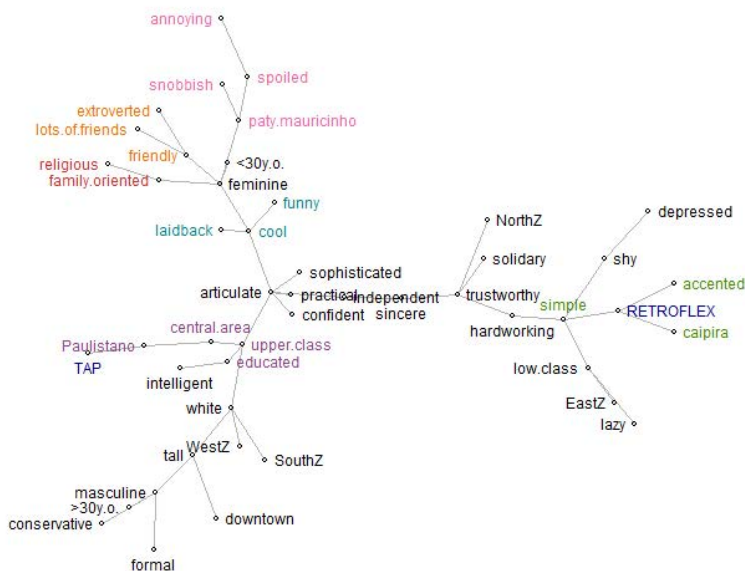 annoying
spoiled
snobbish
extroverted
paty.mauricinho
lots.of.friends
friendly
<30y.o.
religious
family.oriented
feminine
funny
laidback
cool
NorthZ
depressed
solidary
shy
sophisticated
accented
articulate
practical
independent
trustworthy
simple
RETROFLEX
confident
sincere
hardworking
caipira
central.area
Paulistano
upper.class
TAP
educated
intelligent
low.class
white
EastZ
lazy
WestZ
tall
SouthZ
masculine
>30y.o.
conservative
downtown
formal